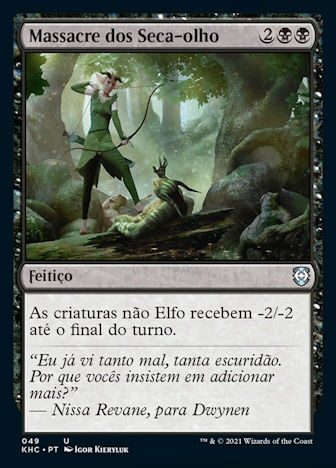 Massacre dos Seca-olho 2
Feitiço
As criaturas não Elfo recebem -2/-2
até o final do turno.
“Eu já vi tanto mal, tanta escuridão.
Por que vocês insistem em adicionar
mais?”
— Nissa Revane, para Dwynen
049 U
KHC • PT Igor Kieryluk
™ & © 2021 Wizards of the Coast